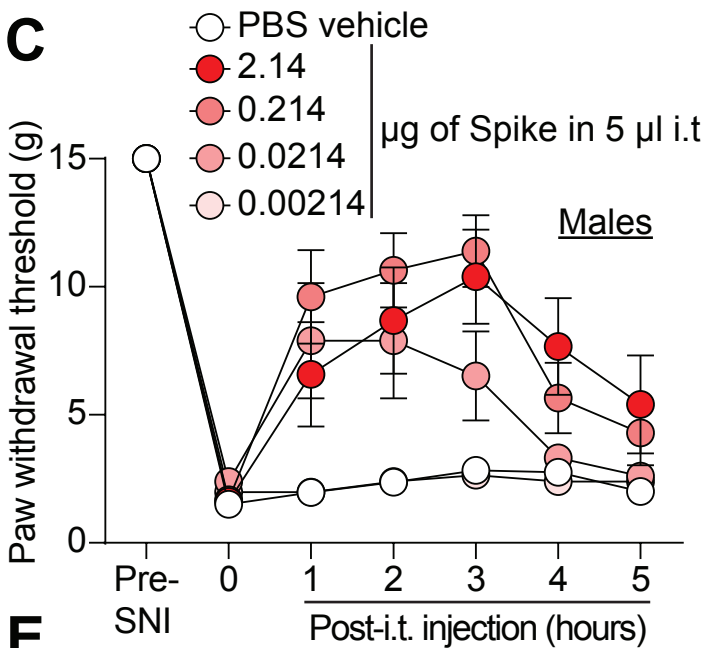 C
PBS vehicle
2.14
0.214
0.0214
0.00214
µg of Spike in 5 µl i.t
Males
Paw withdrawal threshold (g)
15
10
5
0
Pre-
SNI
0 1 2 3 4 5
Post-i.t. injection (hours)